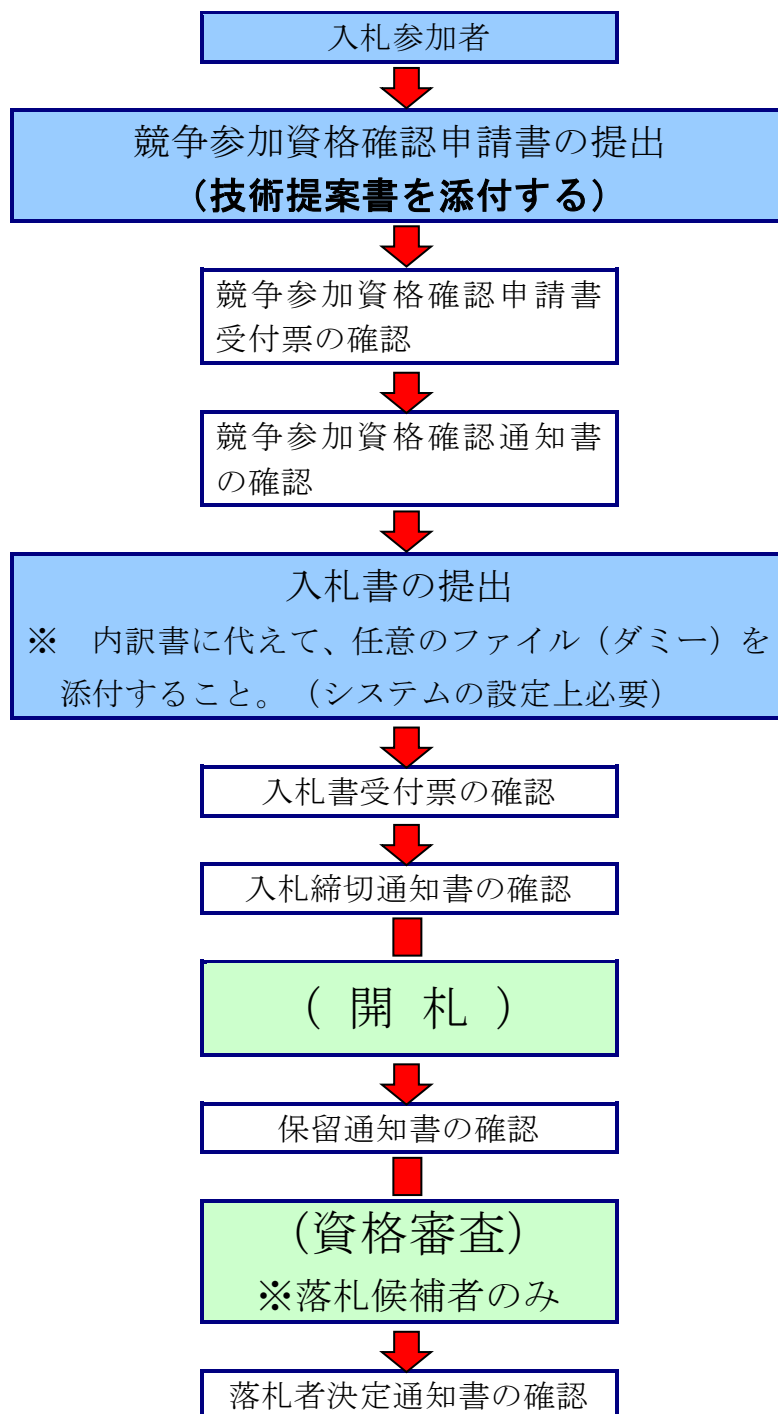 入札参加者
競争参加資格確認申請書の提出
（技術提案書を添付する）
競争参加資格確認申請書
受付票の確認
競争参加資格確認通知書
の確認
入札書の提出
※　内訳書に代えて、任意のファイル（ダミー）を
添付すること。（システムの設定上必要）
入札書受付票の確認
入札締切通知書の確認
（ 開 札 ）
保留通知書の確認
（資格審査）
※落札候補者のみ
落札者決定通知書の確認